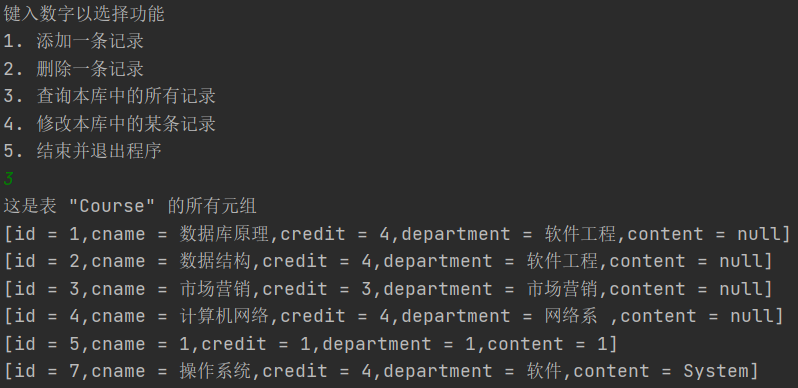 键入数字以选择功能
1. 添加一条记录
2. 删除一条记录
3. 查询本库中的所有记录
4. 修改本库中的某条记录
5. 结束并退出程序
3
这是表 "Course" 的所有元组
[id = 1,cname = 数据库原理,credit = 4,department = 软件工程,content = null]
[id = 2,cname = 数据结构,credit = 4,department = 软件工程,content = null]
[id = 3,cname = 市场营销,credit = 3,department = 市场营销,content = null]
[id = 4,cname = 计算机网络,credit = 4,department = 网络系 ,content = null]
[id = 5,cname = 1,credit = 1,department = 1,content = 1]
[id = 7,cname = 操作系统,credit = 4,department = 软件,content = System]